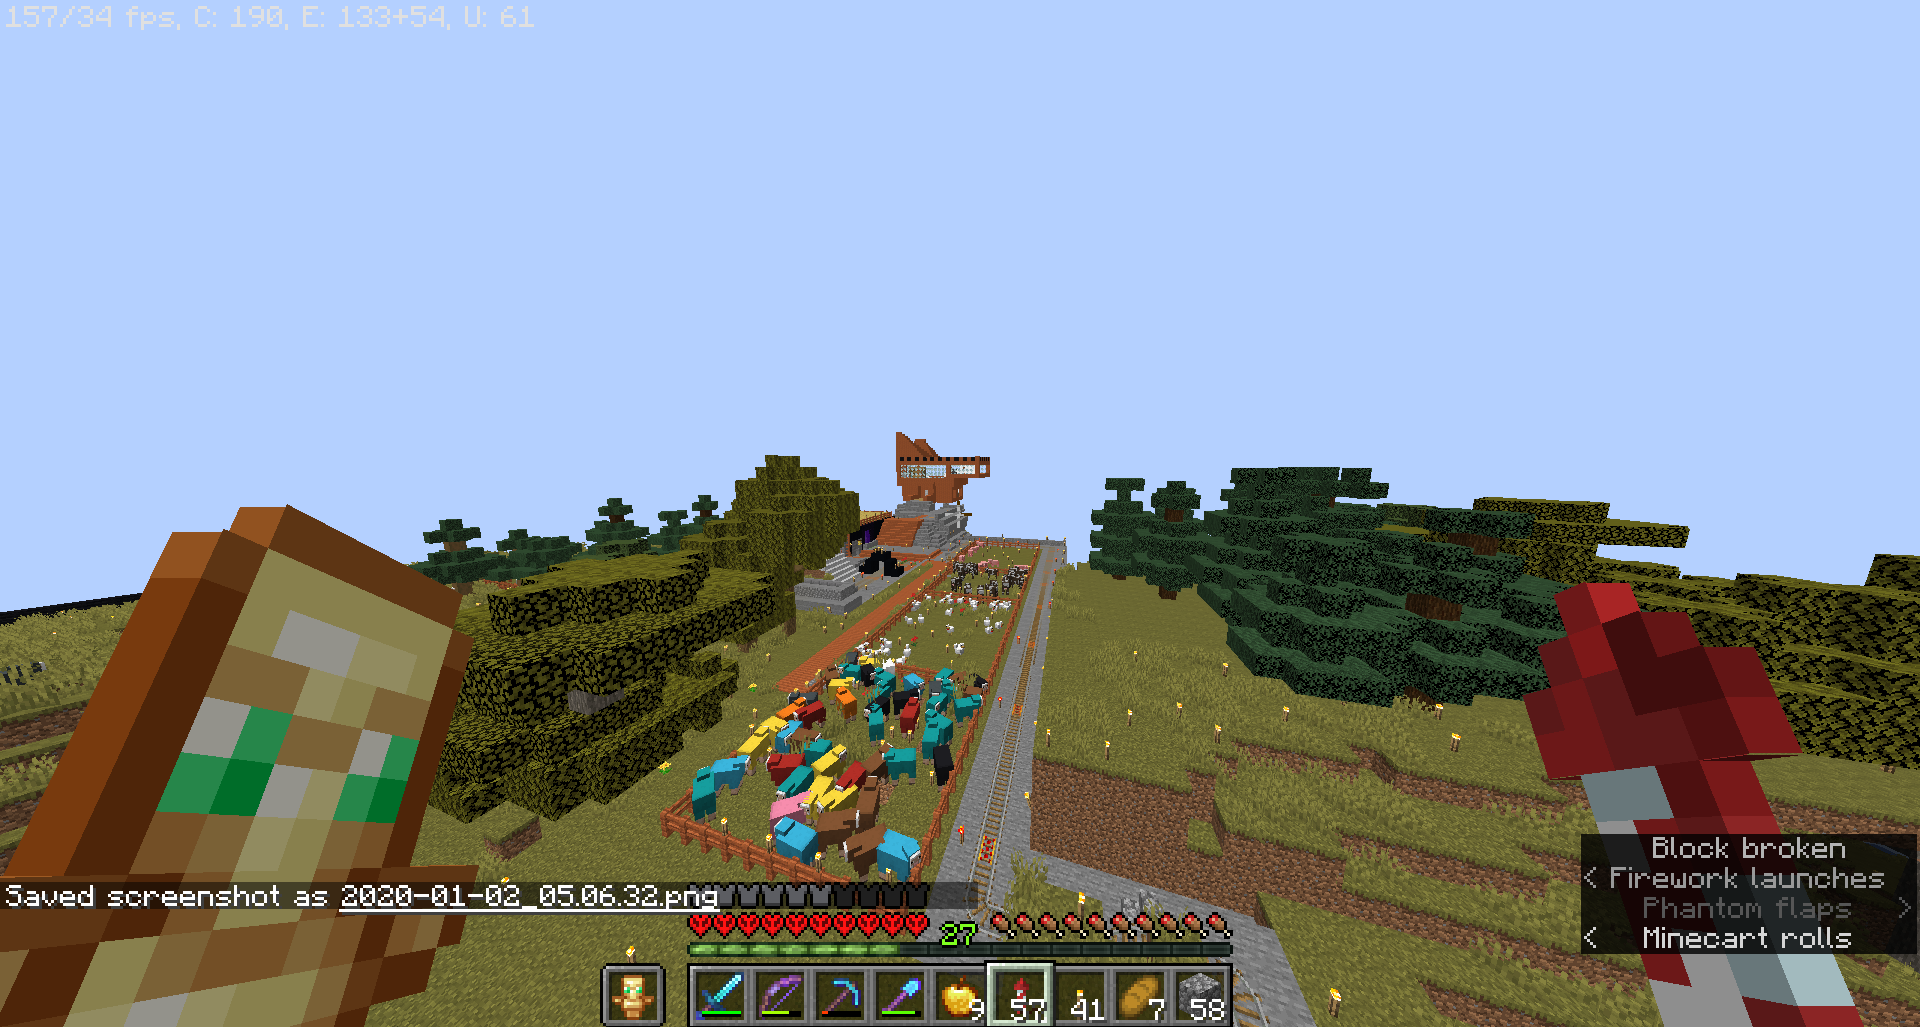 157/34 fps, C: 190, E: 133+54, U: 61
Block broken
< Firework launches
Phantom flaps >
< Minecart rolls
Saved screenshot as 2020-01-02_05.06.32.png
27
9 57 41 7 58